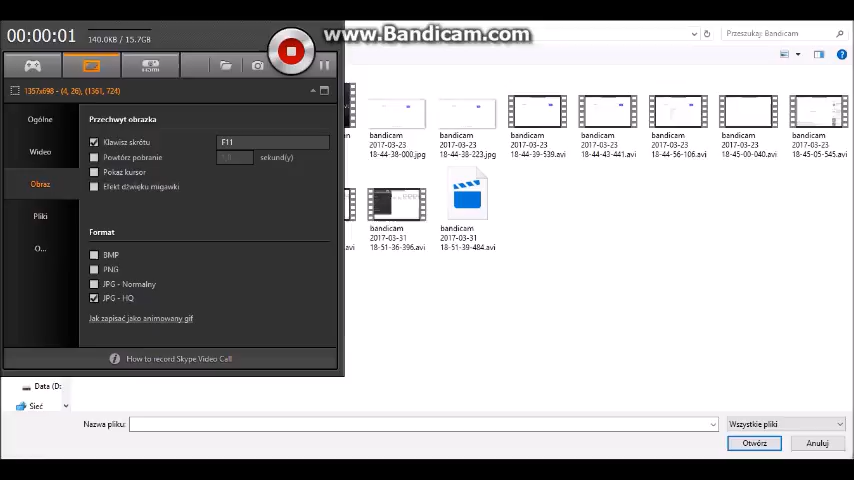 00:00:01
140.0KB / 15.7GB
www.Bandicam.com
Przeszukaj: Bandicam
1357x698 - (4, 26), (1361, 724)
Ogólne
Wideo
Obraz
Pliki
O...
Przechwyt obrazka
Klawisz skrótu
F11
Powtórz pobranie
1,0
sekund(y)
Pokaż kursor
Efekt dźwięku migawki
Format
BMP
PNG
JPG - Normalny
JPG - HQ
Jak zapisać jako animowany gif
How to record Skype Video Call
bandicam
2017-03-23
18-44-38-000.jpg
bandicam
2017-03-23
18-44-38-223.jpg
bandicam
2017-03-23
18-44-39-539.avi
bandicam
2017-03-23
18-44-43-441.avi
bandicam
2017-03-23
18-44-56-106.avi
bandicam
2017-03-23
18-45-00-040.avi
bandicam
2017-03-23
18-45-05-545.avi
bandicam
2017-03-31
18-51-36-396.avi
bandicam
2017-03-31
18-51-39-484.avi
Data (D:
Sieć
Nazwa pliku:
Wszystkie pliki
Otwórz
Anuluj